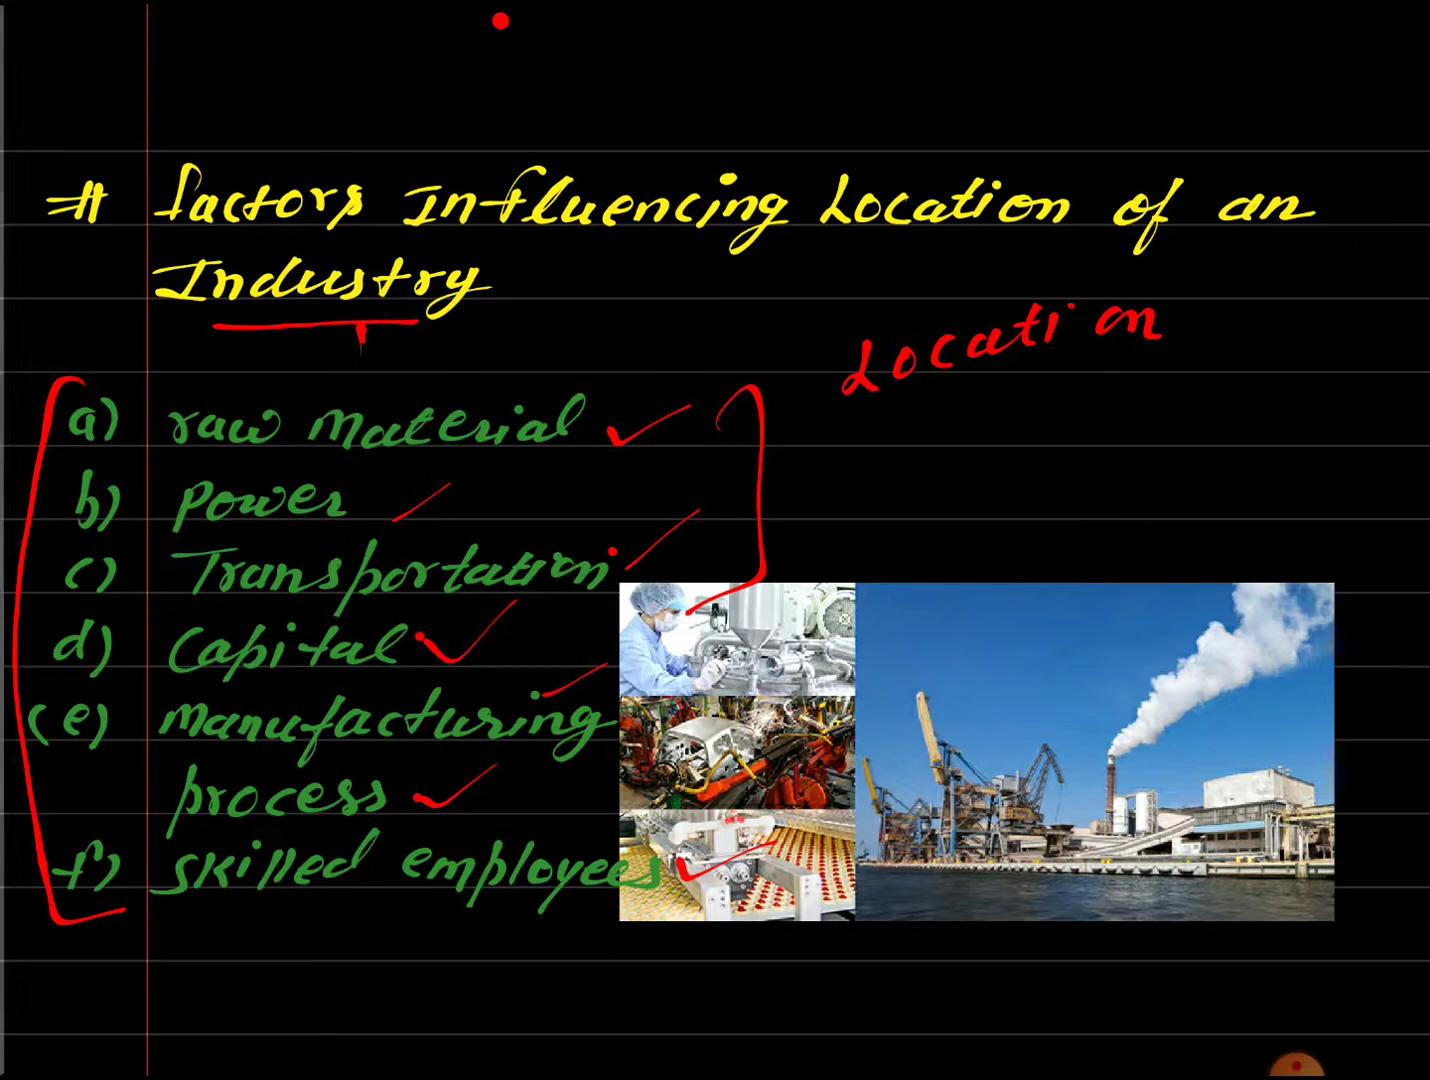 # Factors Influencing Location of an
Industry
Location
a) raw Material
b) Power
c) Transportation
d) Capital
(e) Manufacturing
process
f) skilled employees